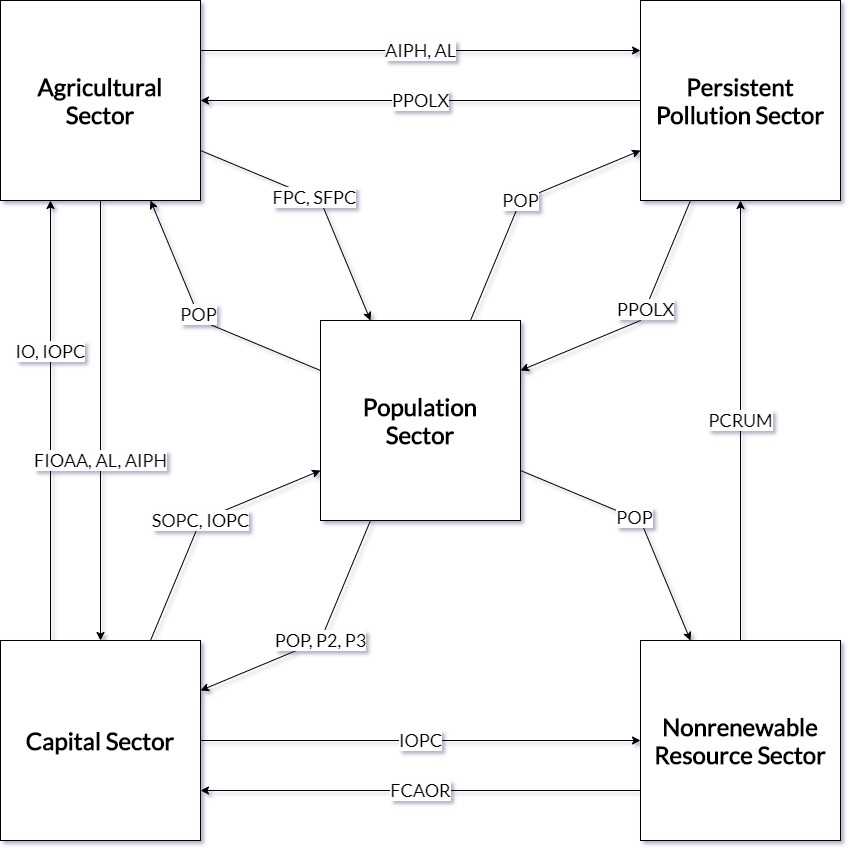 AIPH, AL
Agricultural
Sector
Persistent
Pollution Sector
PPOLX
FPC, SFPC
POP
POP
PPOLX
IO, IOPC
Population
Sector
PCRUM
FIOAA, AL, AIPH
SOPC, IOPC
POP
POP, P2, P3
Capital Sector
IOPC
Nonrenewable
Resource Sector
FCAOR